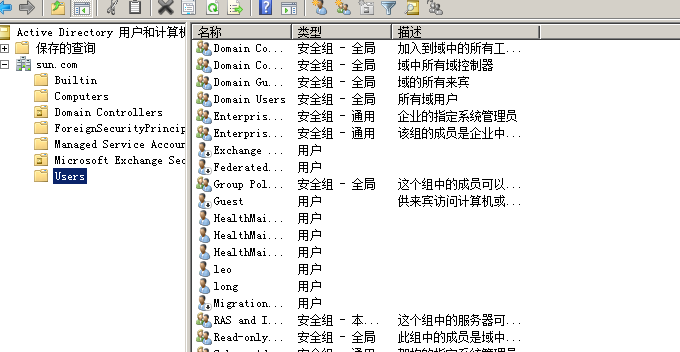 Active Directory 用户和计算机
保存的查询
sun.com
Builtin
Computers
Domain Controllers
ForeignSecurityPrincip
Managed Service Accour
Microsoft Exchange Sec
Users
名称 类型 描述
Domain Co... 安全组 - 全局 加入到域中的所有工...
Domain Co... 安全组 - 全局 域中所有域控制器
Domain Gu... 安全组 - 全局 域的所有来宾
Domain Users 安全组 - 全局 所有域用户
Enterpris... 安全组 - 通用 企业的指定系统管理员
Enterpris... 安全组 - 通用 该组的成员是企业中...
Exchange ... 用户
Federated... 用户
Group Pol... 安全组 - 全局 这个组中的成员可以...
Guest 用户 供来宾访问计算机或...
HealthMai... 用户
HealthMai... 用户
HealthMai... 用户
leo 用户
long 用户
Migration... 用户
RAS and I... 安全组 - 本... 这个组中的服务器可...
Read-only... 安全组 - 全局 此组中的成员是域中...